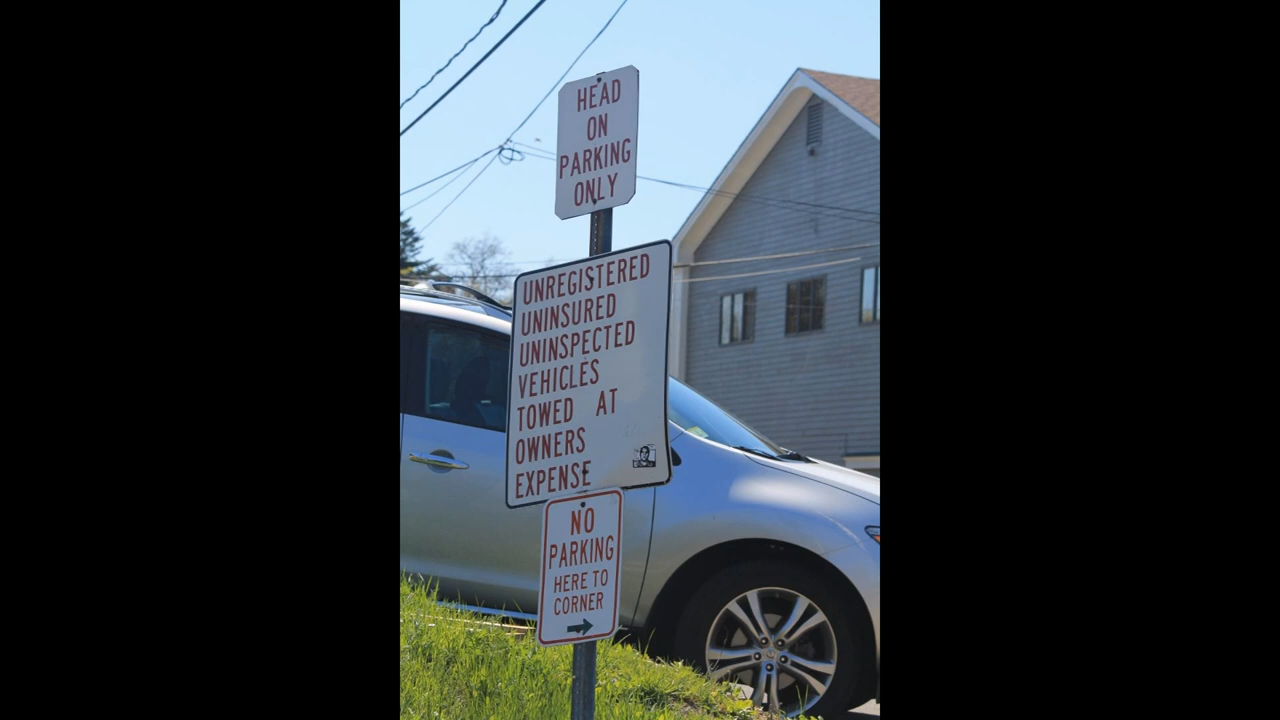 HEAD
ON
PARKING
ONLY
UNREGISTERED
UNINSURED
UNINSPECTED
VEHICLES
TOWED AT
OWNERS
EXPENSE
NO
PARKING
HERE TO
CORNER